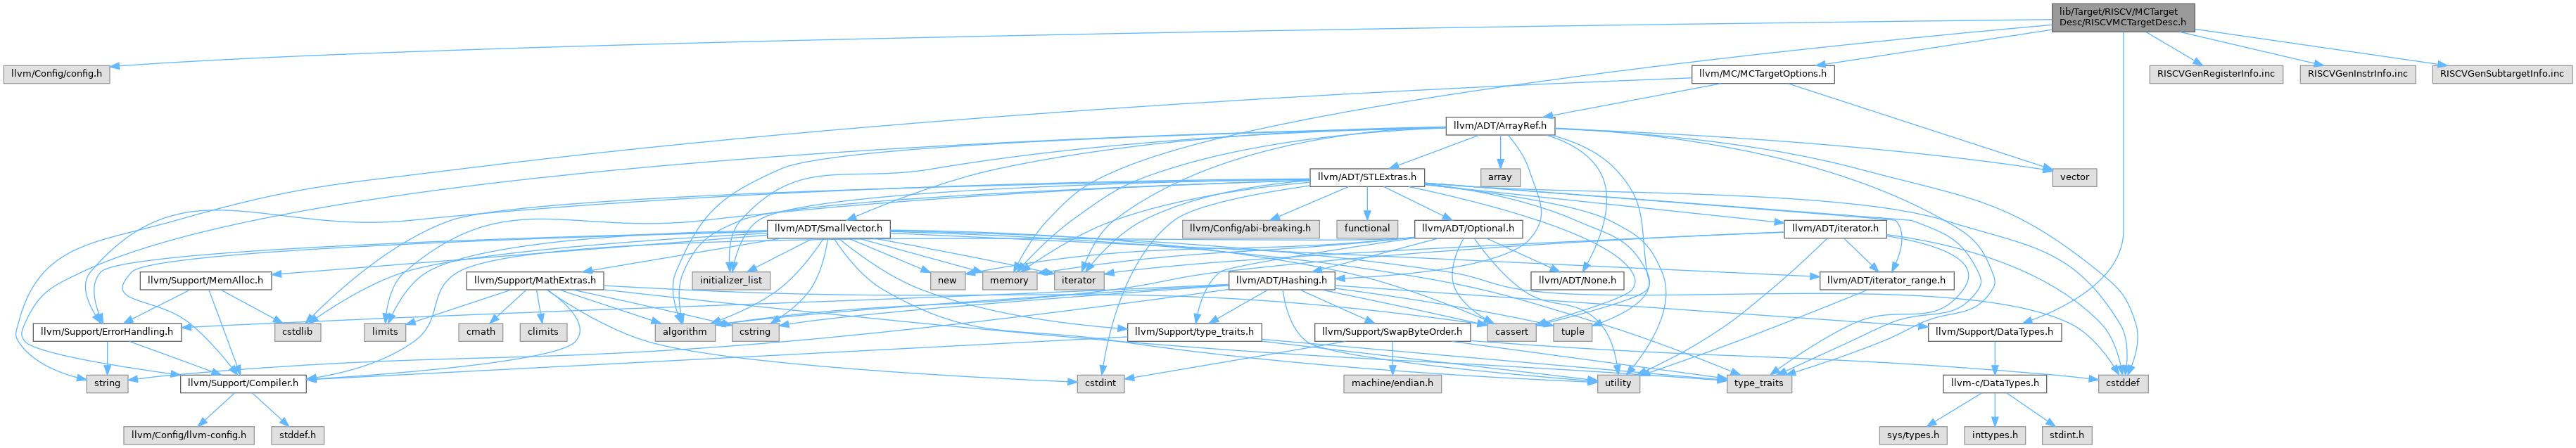 lib/Target/RISCV/MCTarget
Desc/RISCVMCTargetDesc.h
llvm/Config/config.h
llvm/MC/MCTargetOptions.h
RISCVGenRegisterInfo.inc
RISCVGenInstrInfo.inc
RISCVGenSubtargetInfo.inc
llvm/ADT/ArrayRef.h
llvm/ADT/STLExtras.h
array
vector
llvm/ADT/SmallVector.h
llvm/Config/abi-breaking.h
functional
llvm/ADT/Optional.h
llvm/ADT/iterator.h
llvm/Support/MemAlloc.h
llvm/Support/MathExtras.h
initializer_list
new
memory
iterator
llvm/ADT/Hashing.h
llvm/ADT/None.h
llvm/ADT/iterator_range.h
llvm/Support/ErrorHandling.h
cstdlib
limits
cmath
climits
algorithm
cstring
llvm/Support/type_traits.h
llvm/Support/SwapByteOrder.h
cassert
tuple
llvm/Support/DataTypes.h
string
llvm/Support/Compiler.h
cstdint
machine/endian.h
utility
type_traits
llvm-c/DataTypes.h
cstddef
llvm/Config/llvm-config.h
stddef.h
sys/types.h
inttypes.h
stdint.h